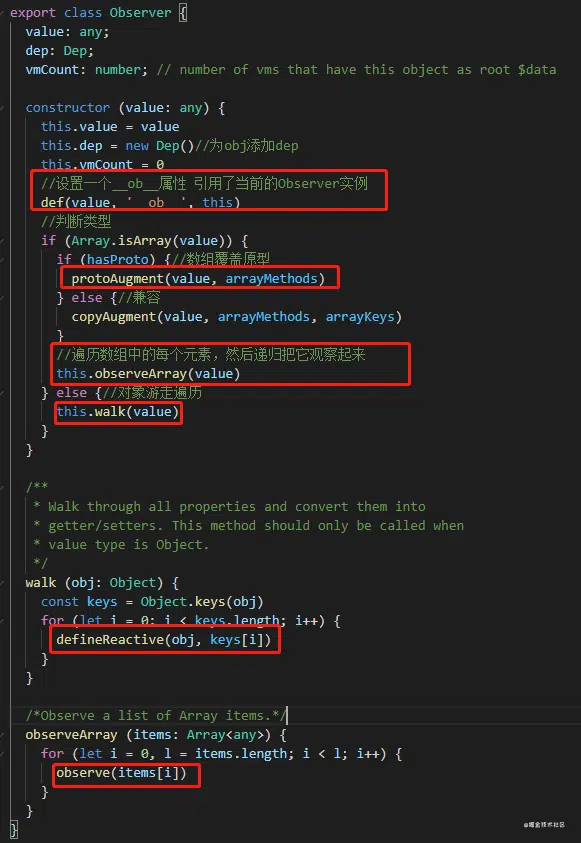 export class Observer {
value: any;
dep: Dep;
vmCount: number; // number of vms that have this object as root $data
constructor (value: any) {
this.value = value
this.dep = new Dep()//为obj添加dep
this.vmCount = 0
//设置一个__ob__属性 引用了当前的Observer实例
def(value, '__ob__', this)
//判断类型
if (Array.isArray(value)) {
if (hasProto) {//数组覆盖原型
protoAugment(value, arrayMethods)
} else {//兼容
copyAugment(value, arrayMethods, arrayKeys)
}
//遍历数组中的每个元素，然后递归把它观察起来
this.observeArray(value)
} else {//对象游走遍历
this.walk(value)
}
}
/**
* Walk through all properties and convert them into
* getter/setters. This method should only be called when
* value type is Object.
*/
walk (obj: Object) {
const keys = Object.keys(obj)
for (let i = 0; i < keys.length; i++) {
defineReactive(obj, keys[i])
}
}
/*Observe a list of Array items.*/
observeArray (items: Array<any>) {
for (let i = 0, l = items.length; i < l; i++) {
observe(items[i])
}
}
}
@掘金技术社区